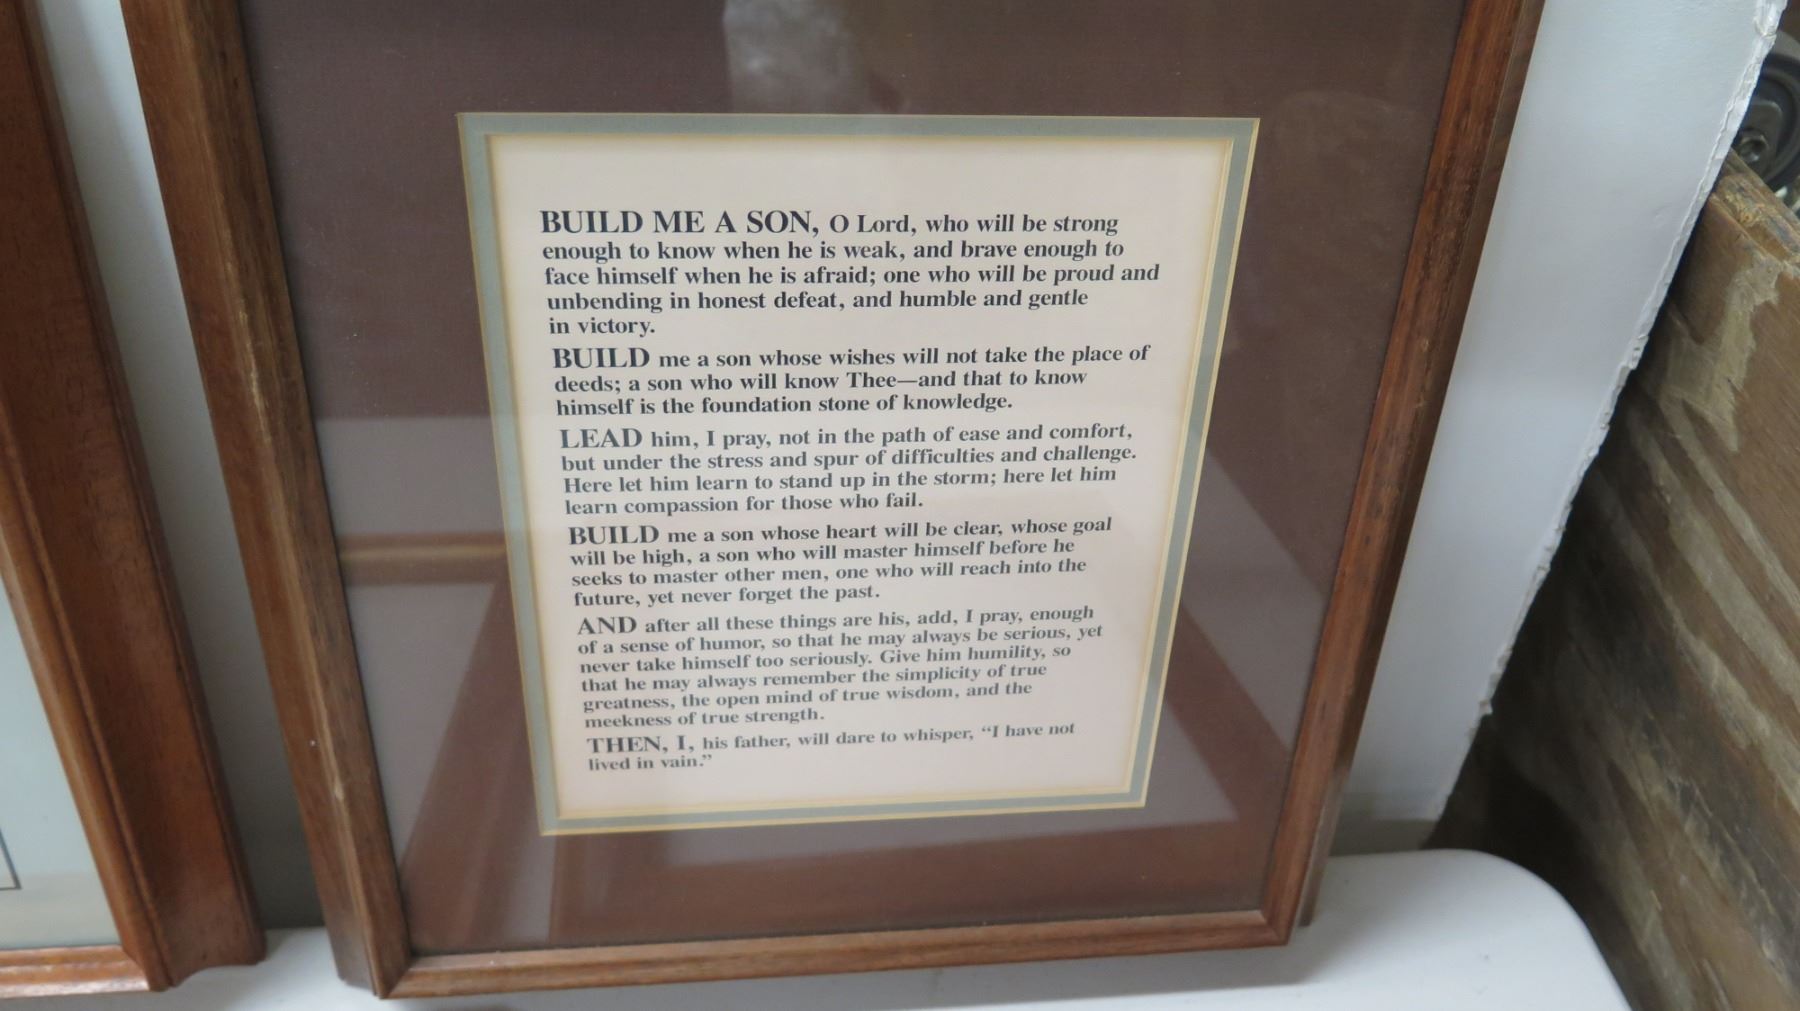 BUILD ME A SON, O Lord, who will be strong
enough to know when he is weak, and brave enough to
face himself when he is afraid; one who will be proud and
unbending in honest defeat, and humble and gentle
in victory.
BUILD me a son whose wishes will not take the place of
deeds; a son who will know Thee—and that to know
himself is the foundation stone of knowledge.
LEAD him, I pray, not in the path of ease and comfort,
but under the stress and spur of difficulties and challenge.
Here let him learn to stand up in the storm; here let him
learn compassion for those who fail.
BUILD me a son whose heart will be clear, whose goal
will be high, a son who will master himself before he
seeks to master other men, one who will reach into the
future, yet never forget the past.
AND after all these things are his, add, I pray, enough
of a sense of humor, so that he may always be serious, yet
never take himself too seriously. Give him humility, so
that he may always remember the simplicity of true
greatness, the open mind of true wisdom, and the
meekness of true strength.
THEN, I, his father, will dare to whisper, “I have not
lived in vain.”